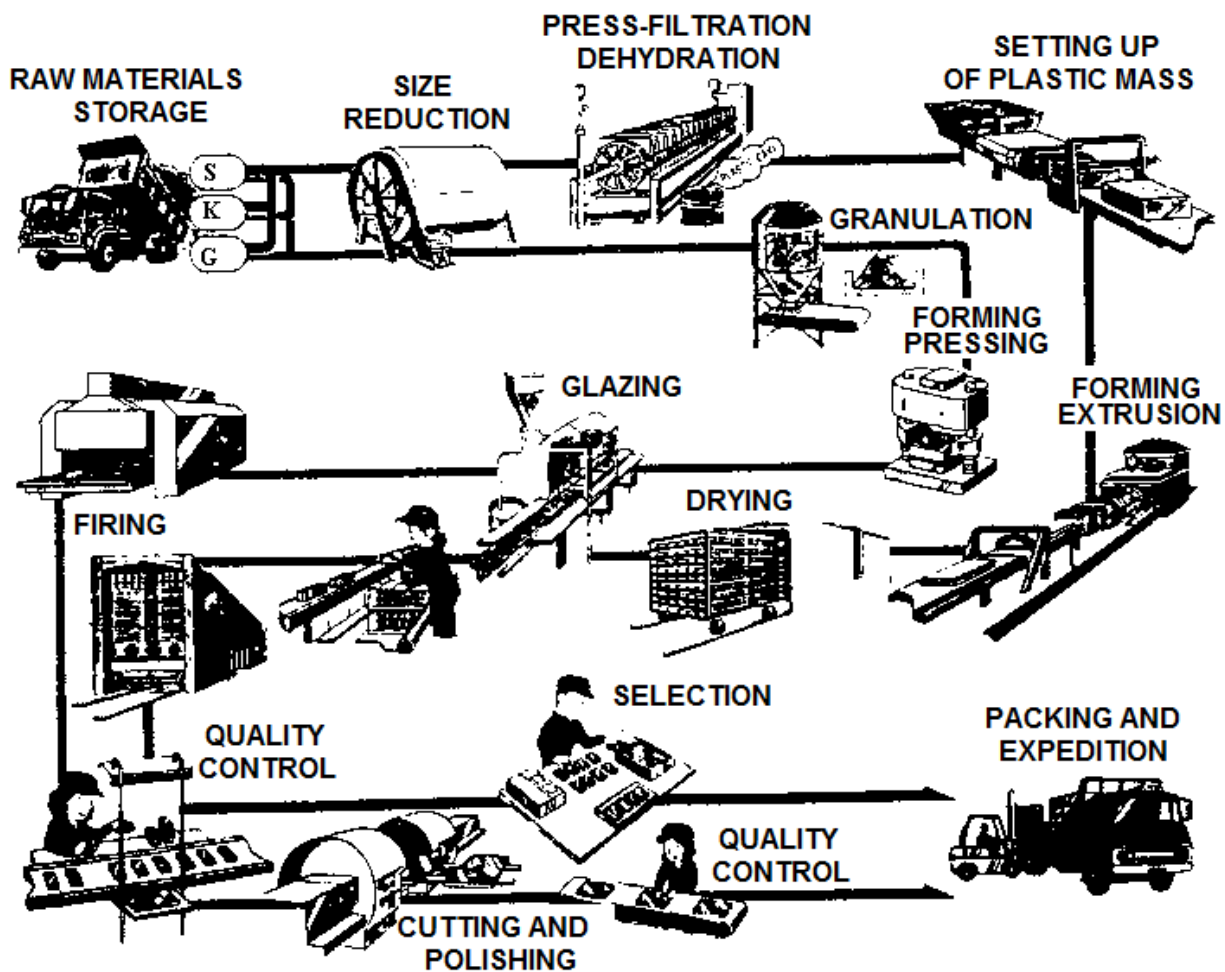 RAW MATERIALS
STORAGE
SIZE
REDUCTION
PRESS-FILTRATION
DEHYDRATION
SETTING UP
OF PLASTIC MASS
S
K
G
GRANULATION
FORMING
PRESSING
FORMING
EXTRUSION
GLAZING
FIRING
DRYING
QUALITY
CONTROL
SELECTION
PACKING AND
EXPEDITION
QUALITY
CONTROL
CUTTING AND
POLISHING